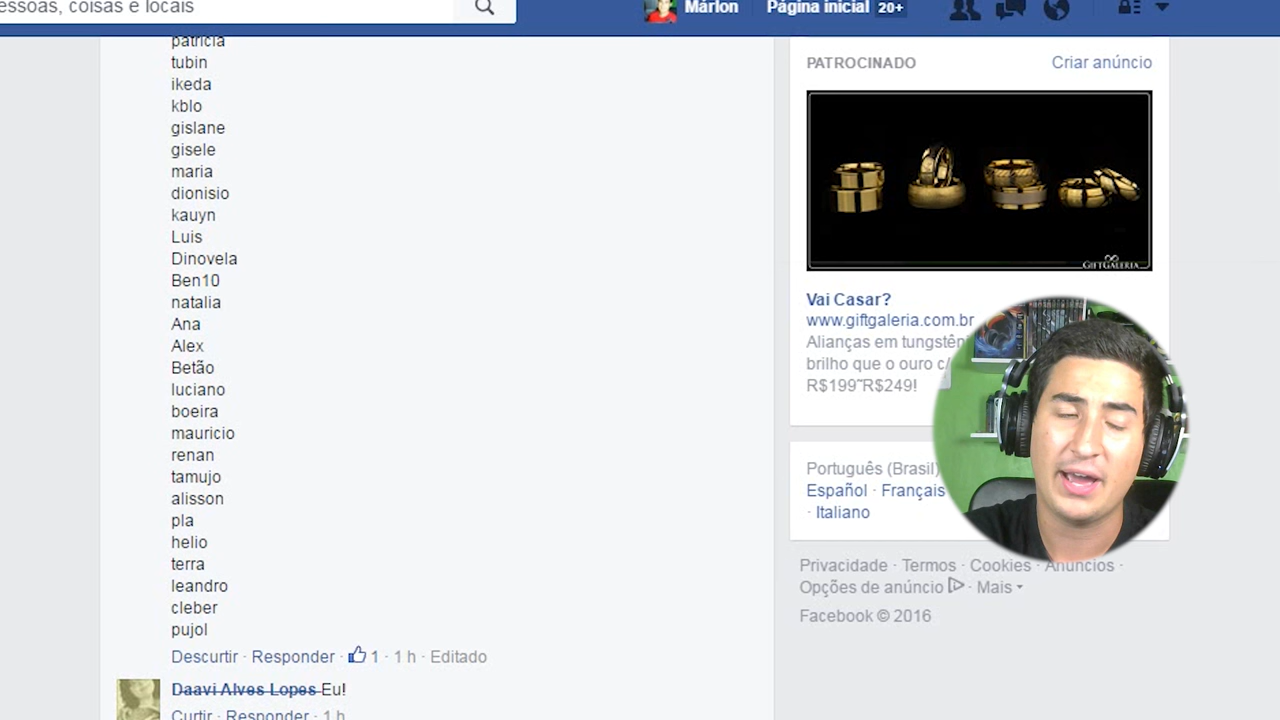 essoas, coisas e locais
Márlon
Página inicial 20+
patricia
tubin
ikeda
kblo
gislane
gisele
maria
dionisio
kauyn
Luis
Dinovela
Ben10
natalia
Ana
Alex
Betão
luciano
boeira
mauricio
renan
tamujo
alisson
pla
helio
terra
leandro
cleber
pujol
Descurtir · Responder · 1 · 1 h · Editado
Daavi Alves Lopes Eu!
Curtir · Responder · 1 h
PATROCINADO Criar anúncio
GIFTGALERIA
Vai Casar?
www.giftgaleria.com.br
Alianças em tungstên
brilho que o ouro c/
R$199~R$249!
Português (Brasil)
Español · Français
· Italiano
Privacidade · Termos · Cookies · Anúncios ·
Opções de anúncio · Mais
Facebook © 2016